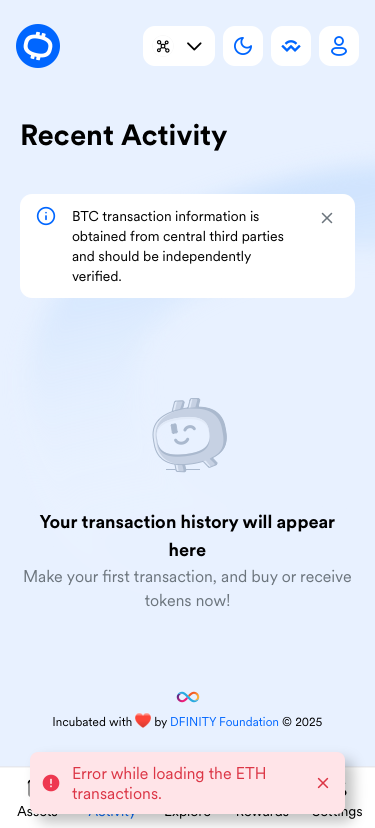 Recent Activity
BTC transaction information is
obtained from central third parties
and should be independently
verified.
Your transaction history will appear
here
Make your first transaction, and buy or receive
tokens now!
Incubated with ❤️ by DFINITY Foundation © 2025
Error while loading the ETH
transactions.
Assets Activity Explore Rewards Settings